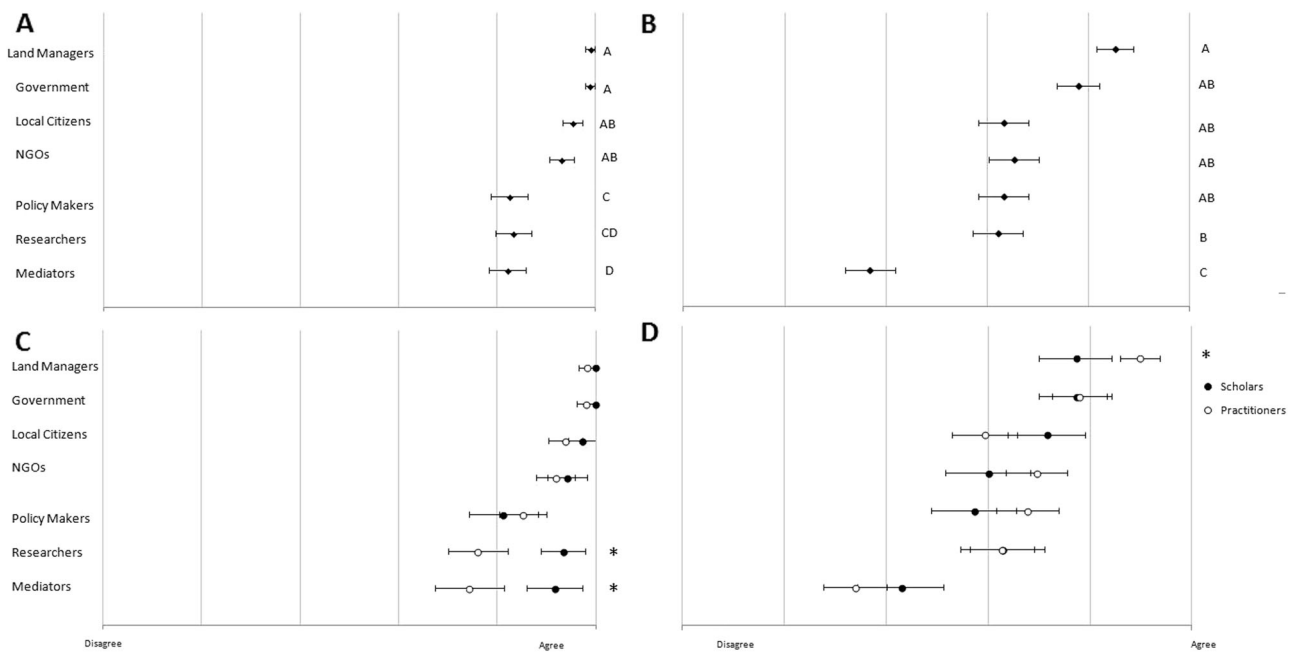 A
Land Managers A
Government A
Local Citizens AB
NGOs AB
Policy Makers C
Researchers CD
Mediators D
B
A
AB
AB
AB
AB
B
C
C
Land Managers
Government
Local Citizens
NGOs
Policy Makers
Researchers *
Mediators *
Disagree Agree
D
*
Scholars
Practitioners
Disagree Agree